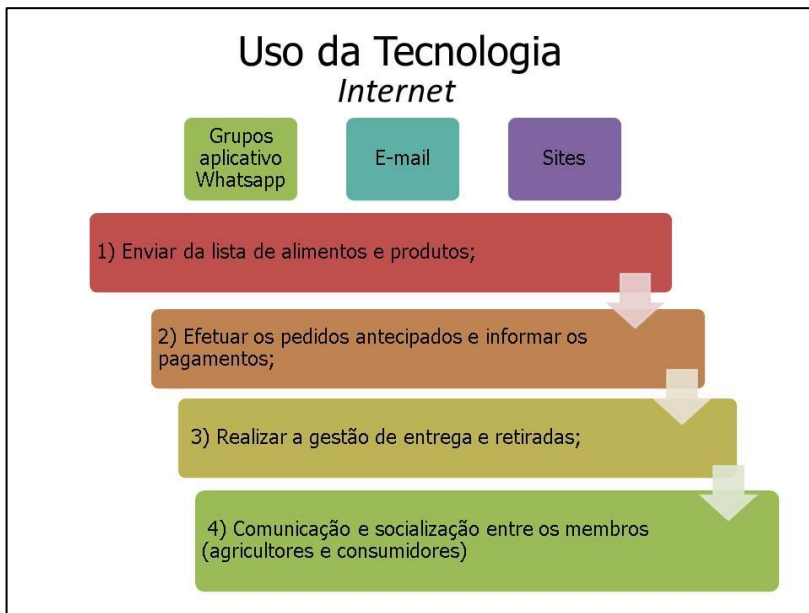 Uso da Tecnologia
Internet
Grupos
aplicativo
Whatsapp
E-mail
Sites
1) Enviar da lista de alimentos e produtos;
2) Efetuar os pedidos antecipados e informar os
pagamentos;
3) Realizar a gestão de entrega e retiradas;
4) Comunicação e socialização entre os membros
(agricultores e consumidores)